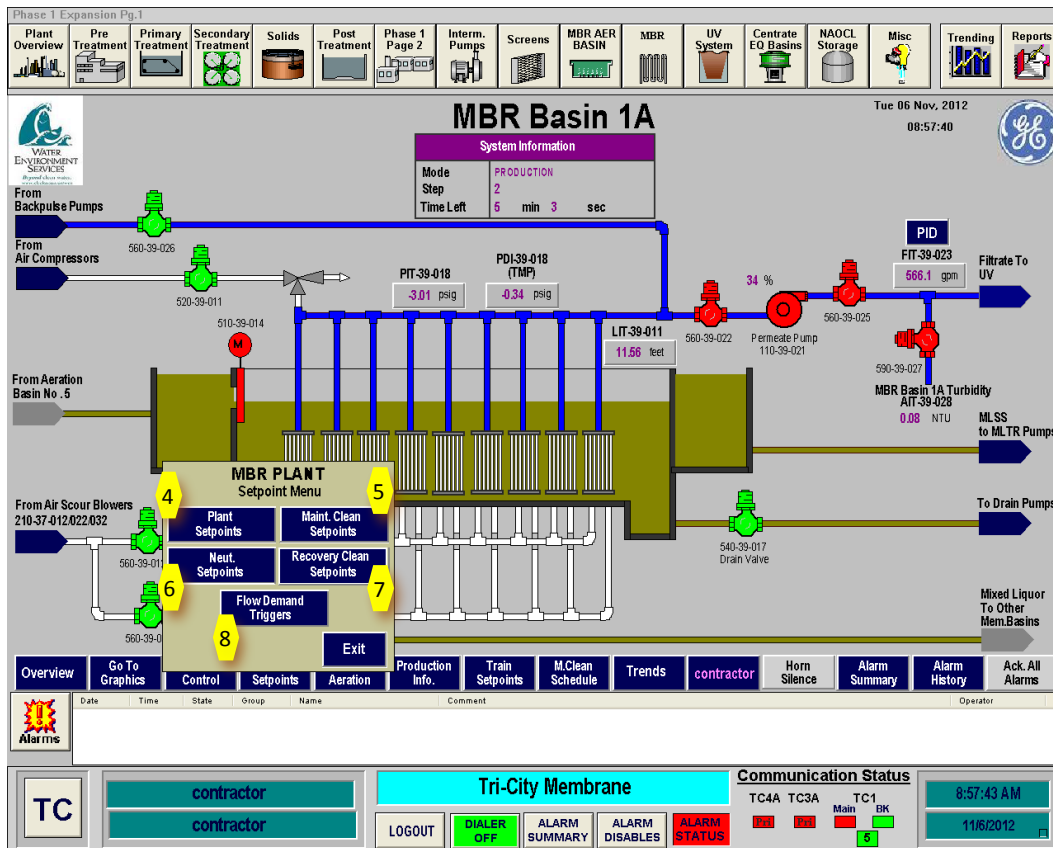 Phase 1 Expansion Pg.1
Plant
Overview
Pre
Treatment
Primary
Treatment
Secondary
Treatment
Solids
Post
Treatment
Phase 1
Page 2
Interm.
Pumps
Screens
MBR AER
BASIN
MBR
UV
System
Centrate
EQ Basins
NAOCL
Storage
Misc
Trending
Reports
WATER
ENVIRONMENT
SERVICES
MBR Basin 1A
Tue 06 Nov, 2012
08:57:40
System Information
Mode PRODUCTION
Step 2
Time Left 5 min 3 sec
From
Backpulse Pumps
560-39-026
From
Air Compressors
520-39-011
PIT-39-018
-3.01 psig
PDI-39-018
(TMP)
-0.34 psig
PID
FIT-39-023
566.1 gpm
Filtrate To
UV
34 %
510-39-014
M
LIT-39-011
11.56 feet
560-39-022
Permeate Pump
110-39-021
560-39-025
590-39-027
From Aeration
Basin No .5
MBR Basin 1A Turbidity
AIT-39-028
0.08 NTU
MLSS
to MLTR Pumps
From Air Scour Blowers
210-37-012/022/032
To Drain Pumps
540-39-017
Drain Valve
Mixed Liquor
To Other
Mem.Basins
MBR PLANT
Setpoint Menu
4
5
Plant
Setpoints
Maint. Clean
Setpoints
Neut.
Setpoints
Recovery Clean
Setpoints
6
7
Flow Demand
Triggers
8
Exit
Overview
Go To
Graphics
Control
Setpoints
Aeration
Production
Info.
Train
Setpoints
M.Clean
Schedule
Trends
contractor
Horn
Silence
Alarm
Summary
Alarm
History
Ack. All
Alarms
Alarms
Date Time State Group Name Comment Operator
TC
contractor
contractor
Tri-City Membrane
LOGOUT
DIALER
OFF
ALARM
SUMMARY
ALARM
DISABLES
ALARM
STATUS
Communication Status
TC4A TC3A TC1
Main BK
Pri Pri
5
8:57:43 AM
11/6/2012